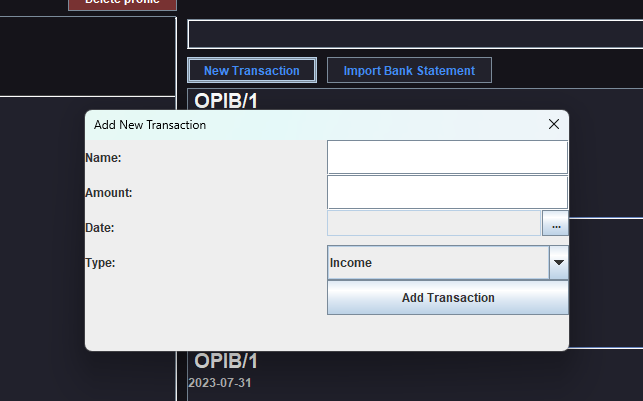 Delete profile
New Transaction
Import Bank Statement
OPIB/1
Add New Transaction
Name:
Amount:
Date:
...
Type:
Income
Add Transaction
OPIB/1
2023-07-31